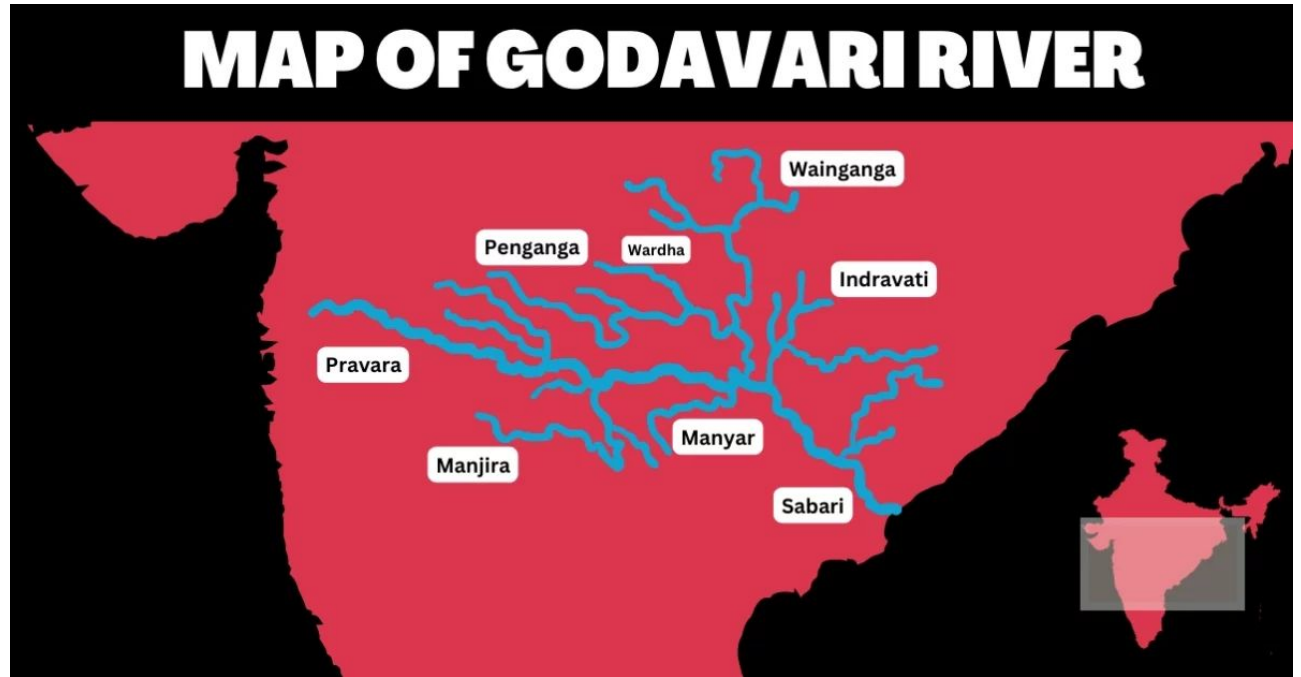 MAP OF GODAVARI RIVER
Wainganga
Penganga
Wardha
Indravati
Pravara
Manyar
Manjira
Sabari